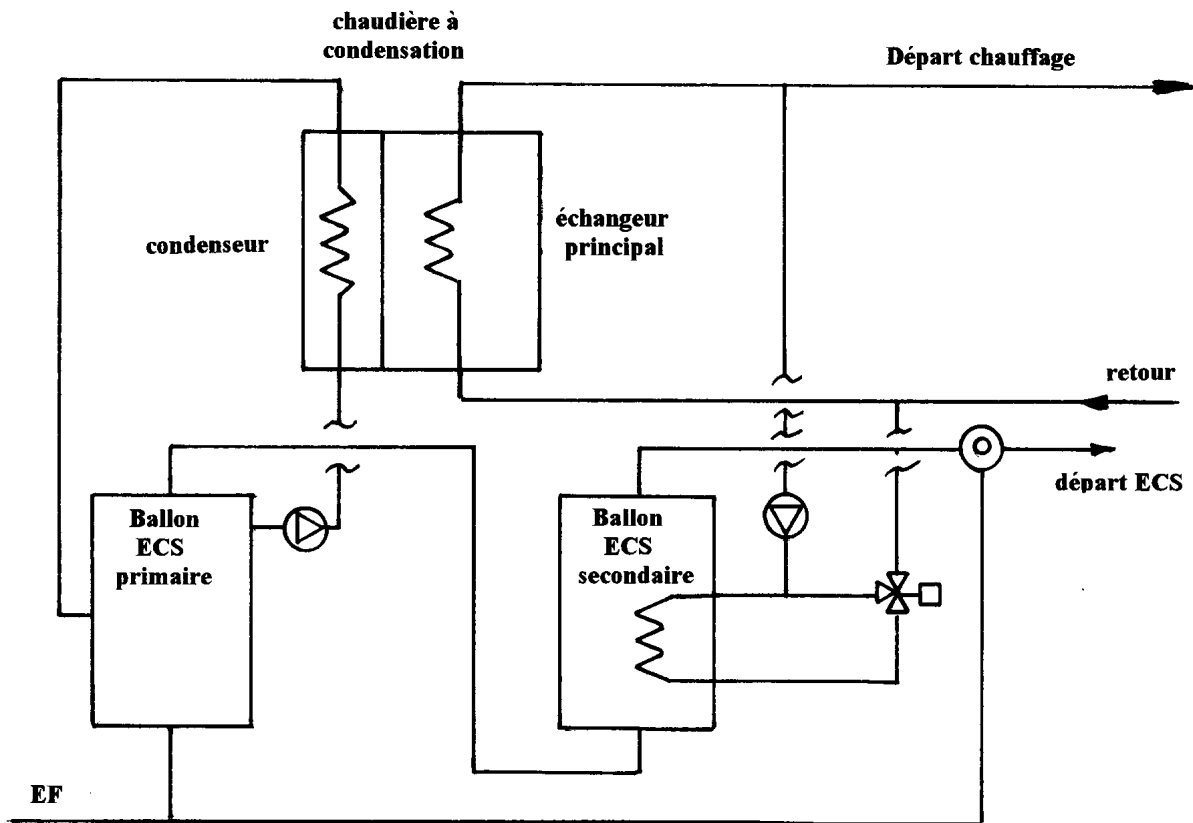 chaudière à
condensation
Départ chauffage
condenseur
échangeur
principal
retour
départ ECS
Ballon
ECS
primaire
Ballon
ECS
secondaire
EF